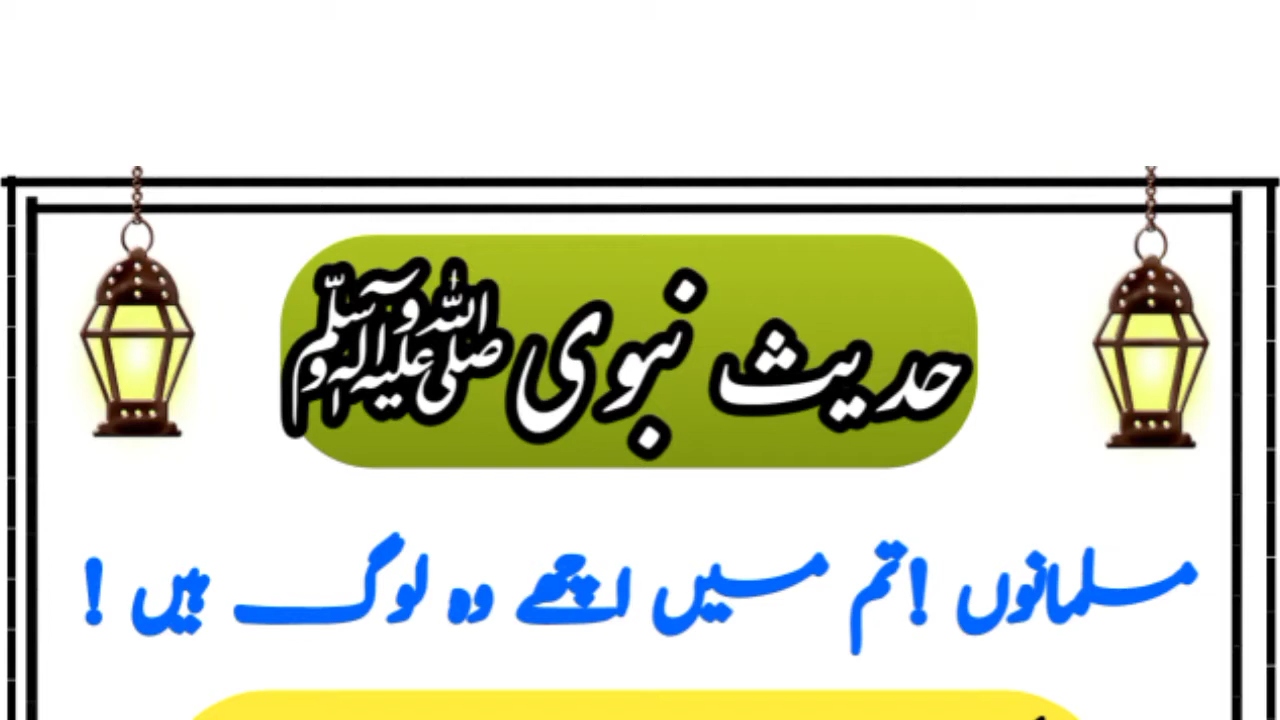 حدیث نبوی صلی اللہ علیہ وآلہ وسلم
مسلمانوں !تم میں اچھے وہ لوگ ہیں !